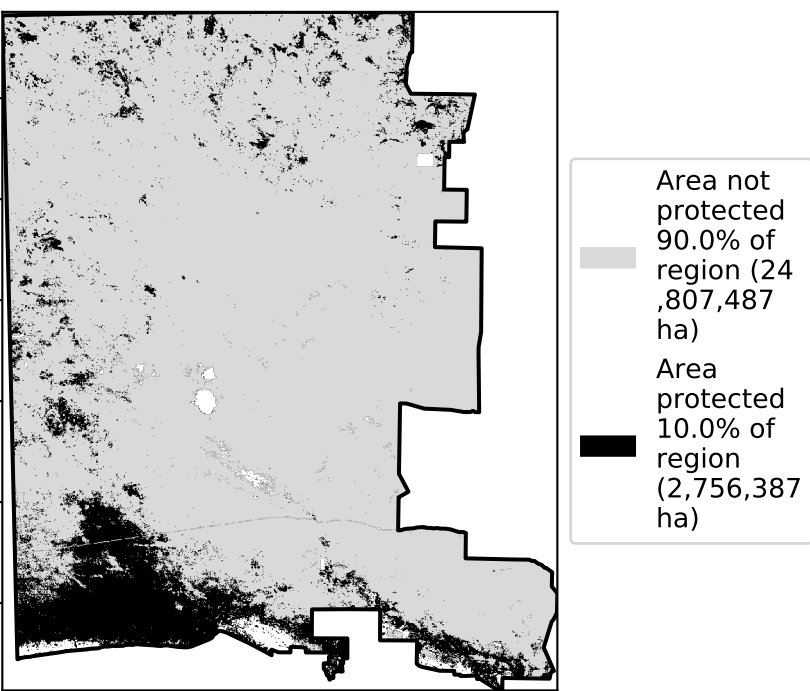 Area not
protected
90.0% of
region (24
,807,487
ha)
Area
protected
10.0% of
region
(2,756,387
ha)